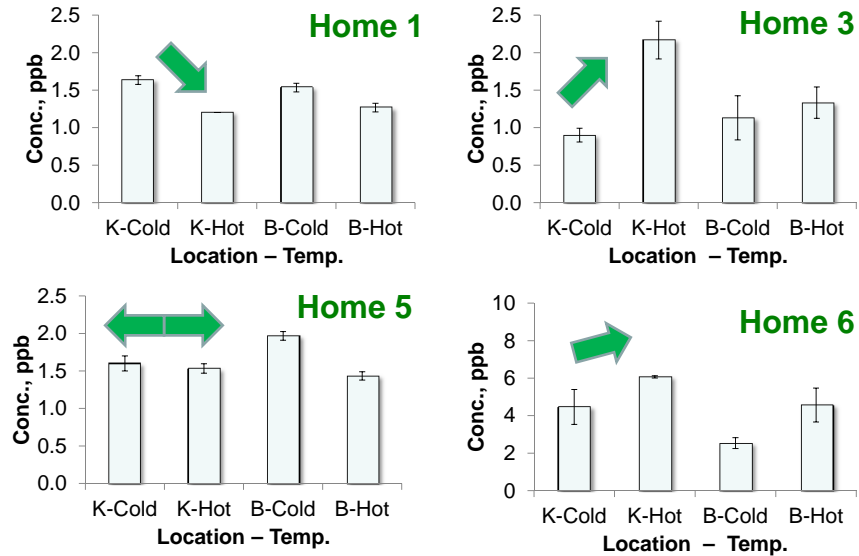 Home 1
Conc., ppb
2.5
2.0
1.5
1.0
0.5
0.0
K-Cold K-Hot B-Cold B-Hot
Location – Temp.
Home 3
Conc., ppb
2.5
2.0
1.5
1.0
0.5
0.0
K-Cold K-Hot B-Cold B-Hot
Location – Temp.
Home 5
Conc., ppb
2.5
2.0
1.5
1.0
0.5
0.0
K-Cold K-Hot B-Cold B-Hot
Location – Temp.
Home 6
Conc., ppb
10
8
6
4
2
0
K-Cold K-Hot B-Cold B-Hot
Location – Temp.